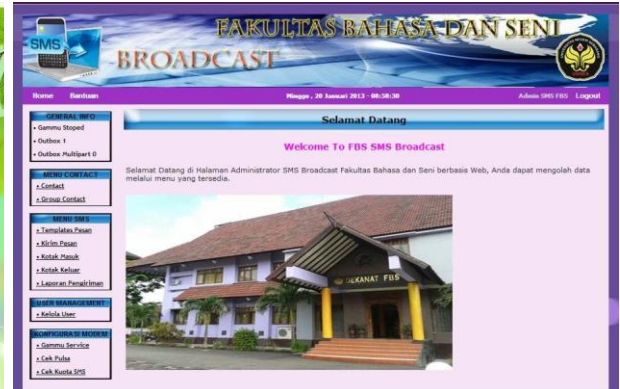 SMS
FAKULTAS BAHASA DAN SENI
BROADCAST
Home Bantuan Minggu , 20 Januari 2013 - 00:50:30 Admin SMS FBS Logout
GENERAL INFO
Gammu Stoped
Outbox 1
Outbox Multipart 0
MENU CONTACT
Contact
Group Contact
MENU SMS
Templates Pesan
Kirim Pesan
Kotak Masuk
Kotak Keluar
Laporan Pengiriman
USER MANAGEMENT
Kelola User
KONFIGURASI MODEM
Gammu Service
Cek Pulsa
Cek Kuota SMS
Selamat Datang
Welcome To FBS SMS Broadcast
Selamat Datang di Halaman Administrator SMS Broadcast Fakultas Bahasa dan Seni berbasis Web, Anda dapat mengolah data
melalui menu yang tersedia.
DEKANAT FBS